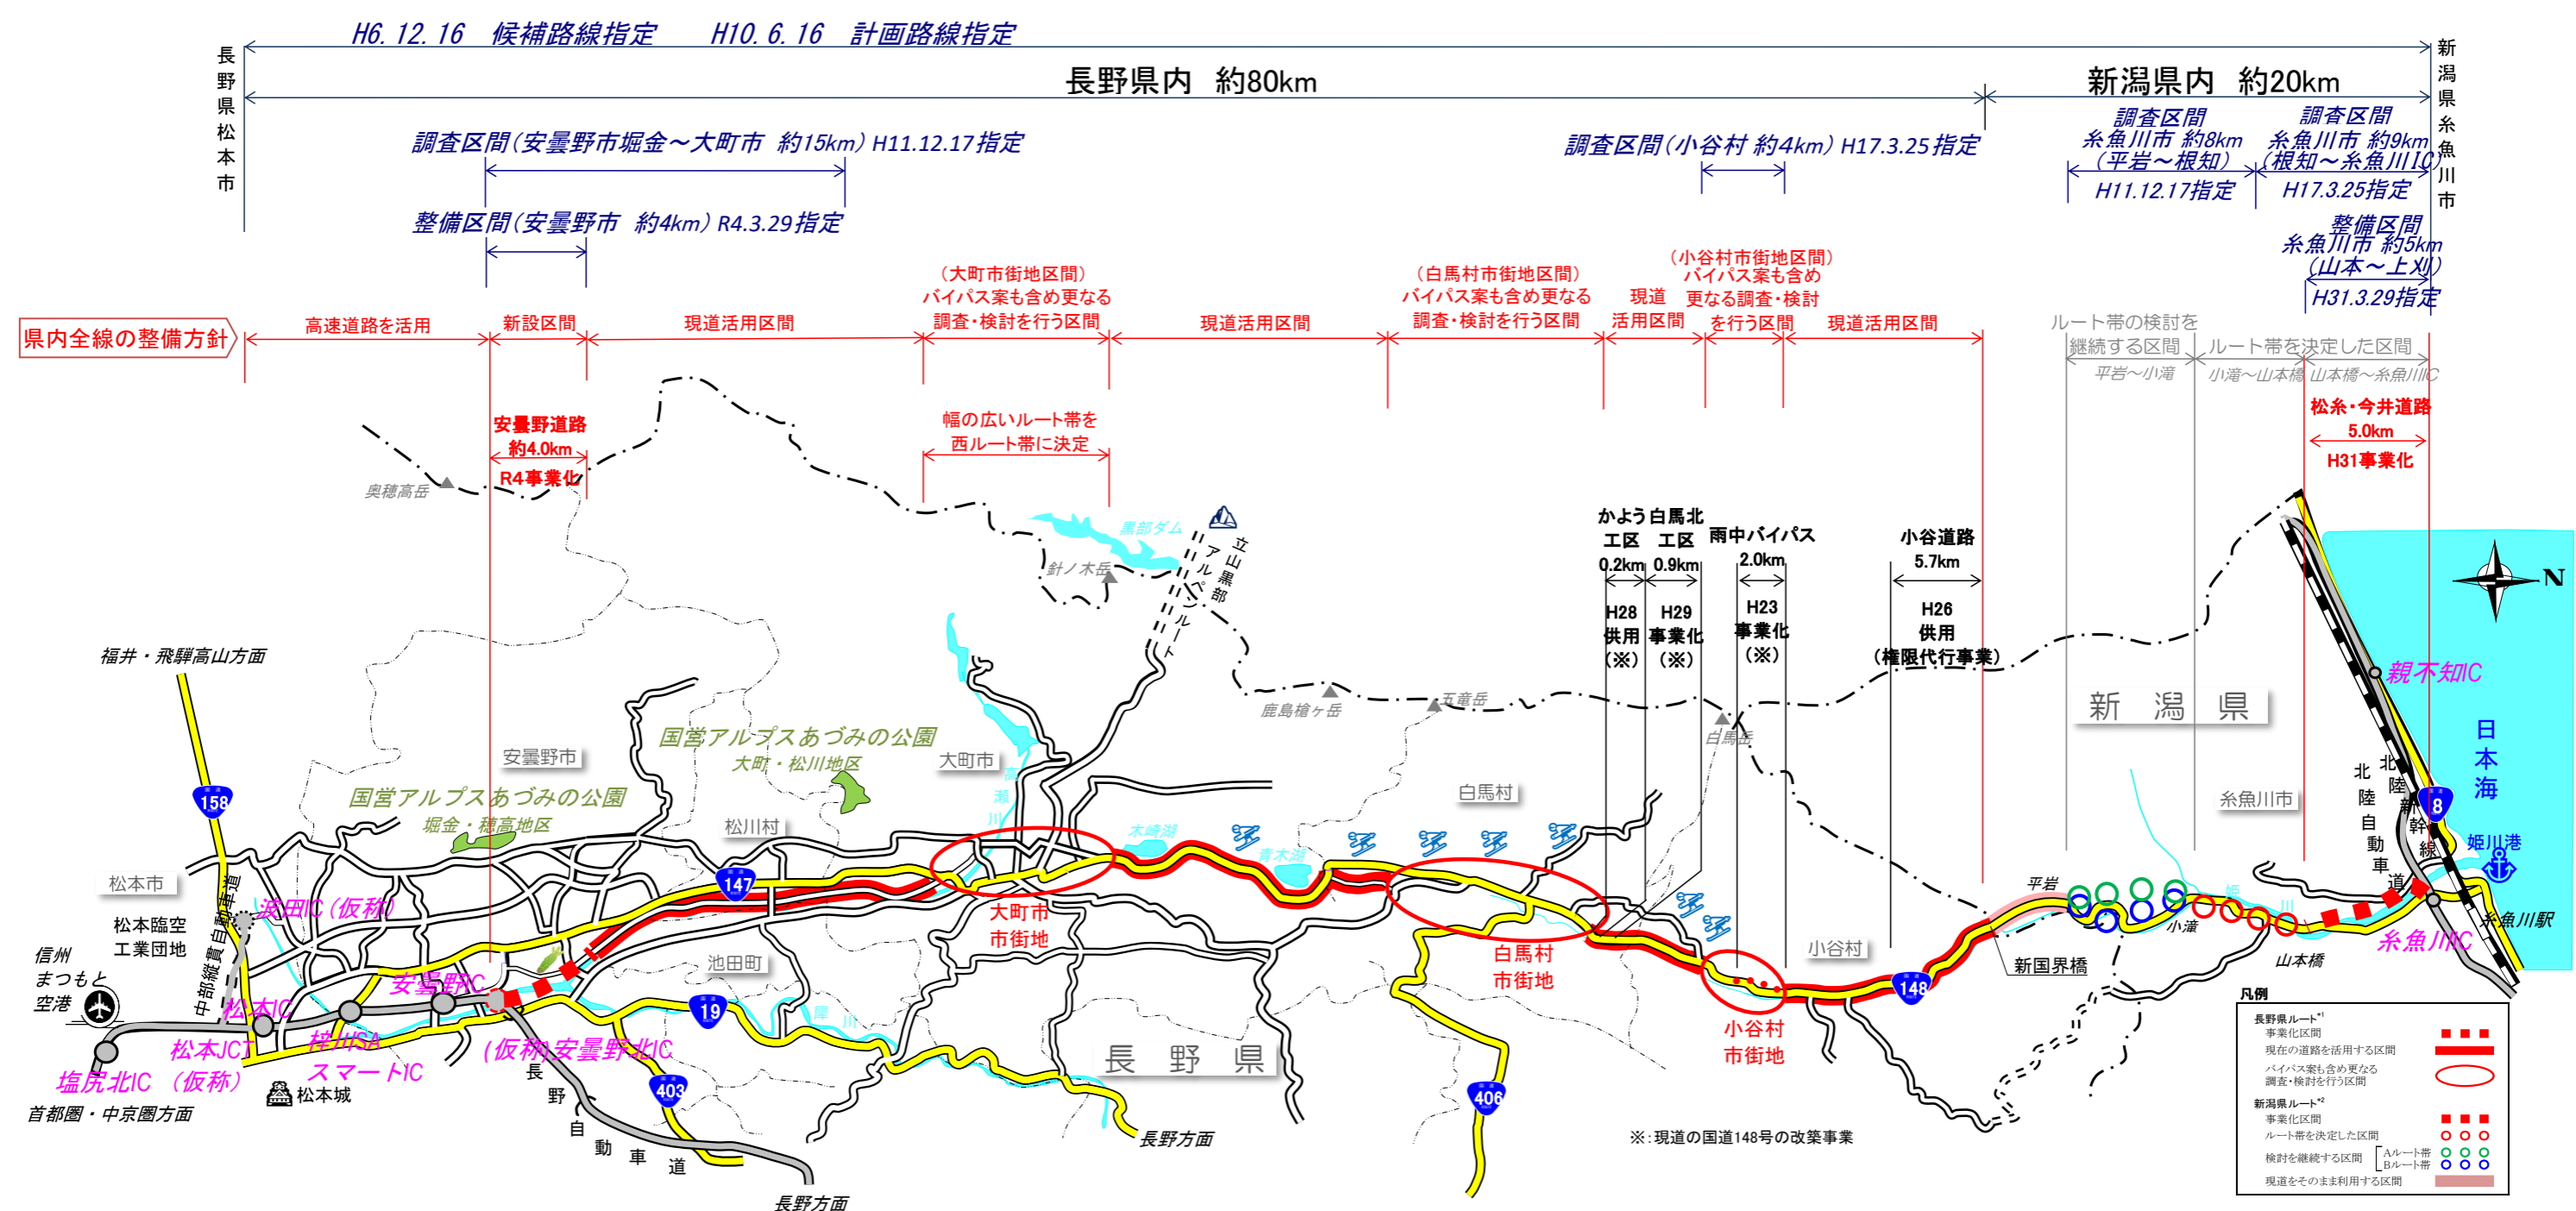 H6.12.16 候補路線指定 H10.6.16 計画路線指定
長野県松本市
新潟県糸魚川市
長野県内 約80km
新潟県内 約20km
調査区間(安曇野市堀金～大町市 約15km) H11.12.17指定
調査区間(小谷村 約4km) H17.3.25指定
調査区間
糸魚川市 約8km
(平岩～根知)
H11.12.17指定
調査区間
糸魚川市 約9km
(根知～糸魚川IC)
H17.3.25指定
整備区間(安曇野市 約4km) R4.3.29指定
整備区間
糸魚川市 約5km
(山本～上刈)
H31.3.29指定
県内全線の整備方針
高速道路を活用
新設区間
現道活用区間
(大町市街地区間)
バイパス案も含め更なる
調査・検討を行う区間
現道活用区間
(白馬村市街地区間)
バイパス案も含め更なる
調査・検討を行う区間
現道
活用区間
(小谷村市街地区間)
バイパス案も含め
更なる調査・検討
を行う区間
現道活用区間
ルート帯の検討を
継続する区間
平岩～小滝
ルート帯を決定した区間
小滝～山本橋
山本橋～糸魚川IC
安曇野道路
約4.0km
R4事業化
幅の広いルート帯を
西ルート帯に決定
松糸・今井道路
5.0km
H31事業化
かよう
工区
0.2km
H28
供用
(※)
白馬北
工区
0.9km
H29
事業化
(※)
雨中バイパス
2.0km
H23
事業化
(※)
小谷道路
5.7km
H26
供用
(権限代行事業)
奥穂高岳
針ノ木岳
黒部ダム
立山黒部
アルペンルート
鹿島槍ヶ岳
五竜岳
白馬岳
新潟県
親不知IC
日本海
N
福井・飛騨高山方面
158
安曇野市
国営アルプスあづみの公園
堀金・穂高地区
国営アルプスあづみの公園
大町・松川地区
大町市
高瀬川
松川村
147
木崎湖
青木湖
白馬村
糸魚川市
北陸自動車道
北陸新幹線
8
姫川港
松本市
松本臨空
工業団地
波田IC(仮称)
中部縦貫自動車道
信州
まつもと
空港
松本IC
松本JCT
(仮称)
塩尻北IC
首都圏・中京圏方面
松本城
梓川SA
スマートIC
安曇野IC
(仮称)安曇野北IC
池田町
19
犀川
403
長野自動車道
長野方面
長野方面
長野県
大町市
市街地
白馬村
市街地
406
小谷村
小谷村
市街地
148
平岩
新国界橋
小滝
姫川
山本橋
糸魚川IC
糸魚川駅
※:現道の国道148号の改築事業
凡例
長野県ルート*1
事業化区間
現在の道路を活用する区間
バイパス案も含め更なる
調査・検討を行う区間
新潟県ルート*2
事業化区間
ルート帯を決定した区間
検討を継続する区間
Aルート帯
Bルート帯
現道をそのまま利用する区間